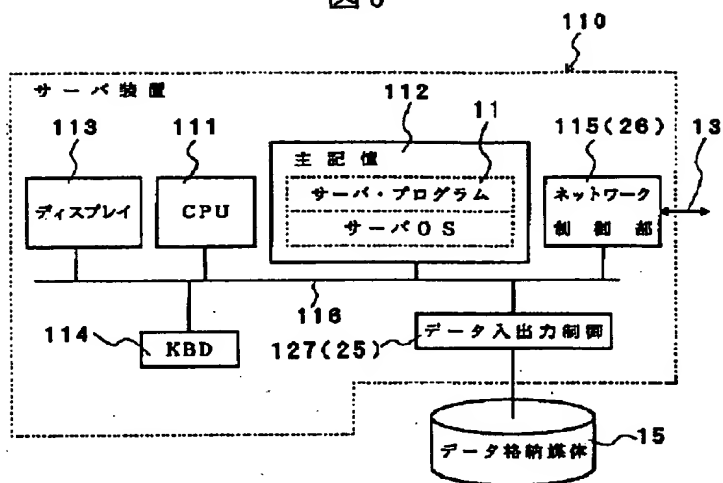 110
サーバ装置
113
111
112
11
115(26)
13
主記憶
ディスプレイ
CPU
サーバ・プログラム
サーバOS
ネットワーク
制御部
116
114
KBD
127(25)
データ入出力制御
データ格納媒体
15